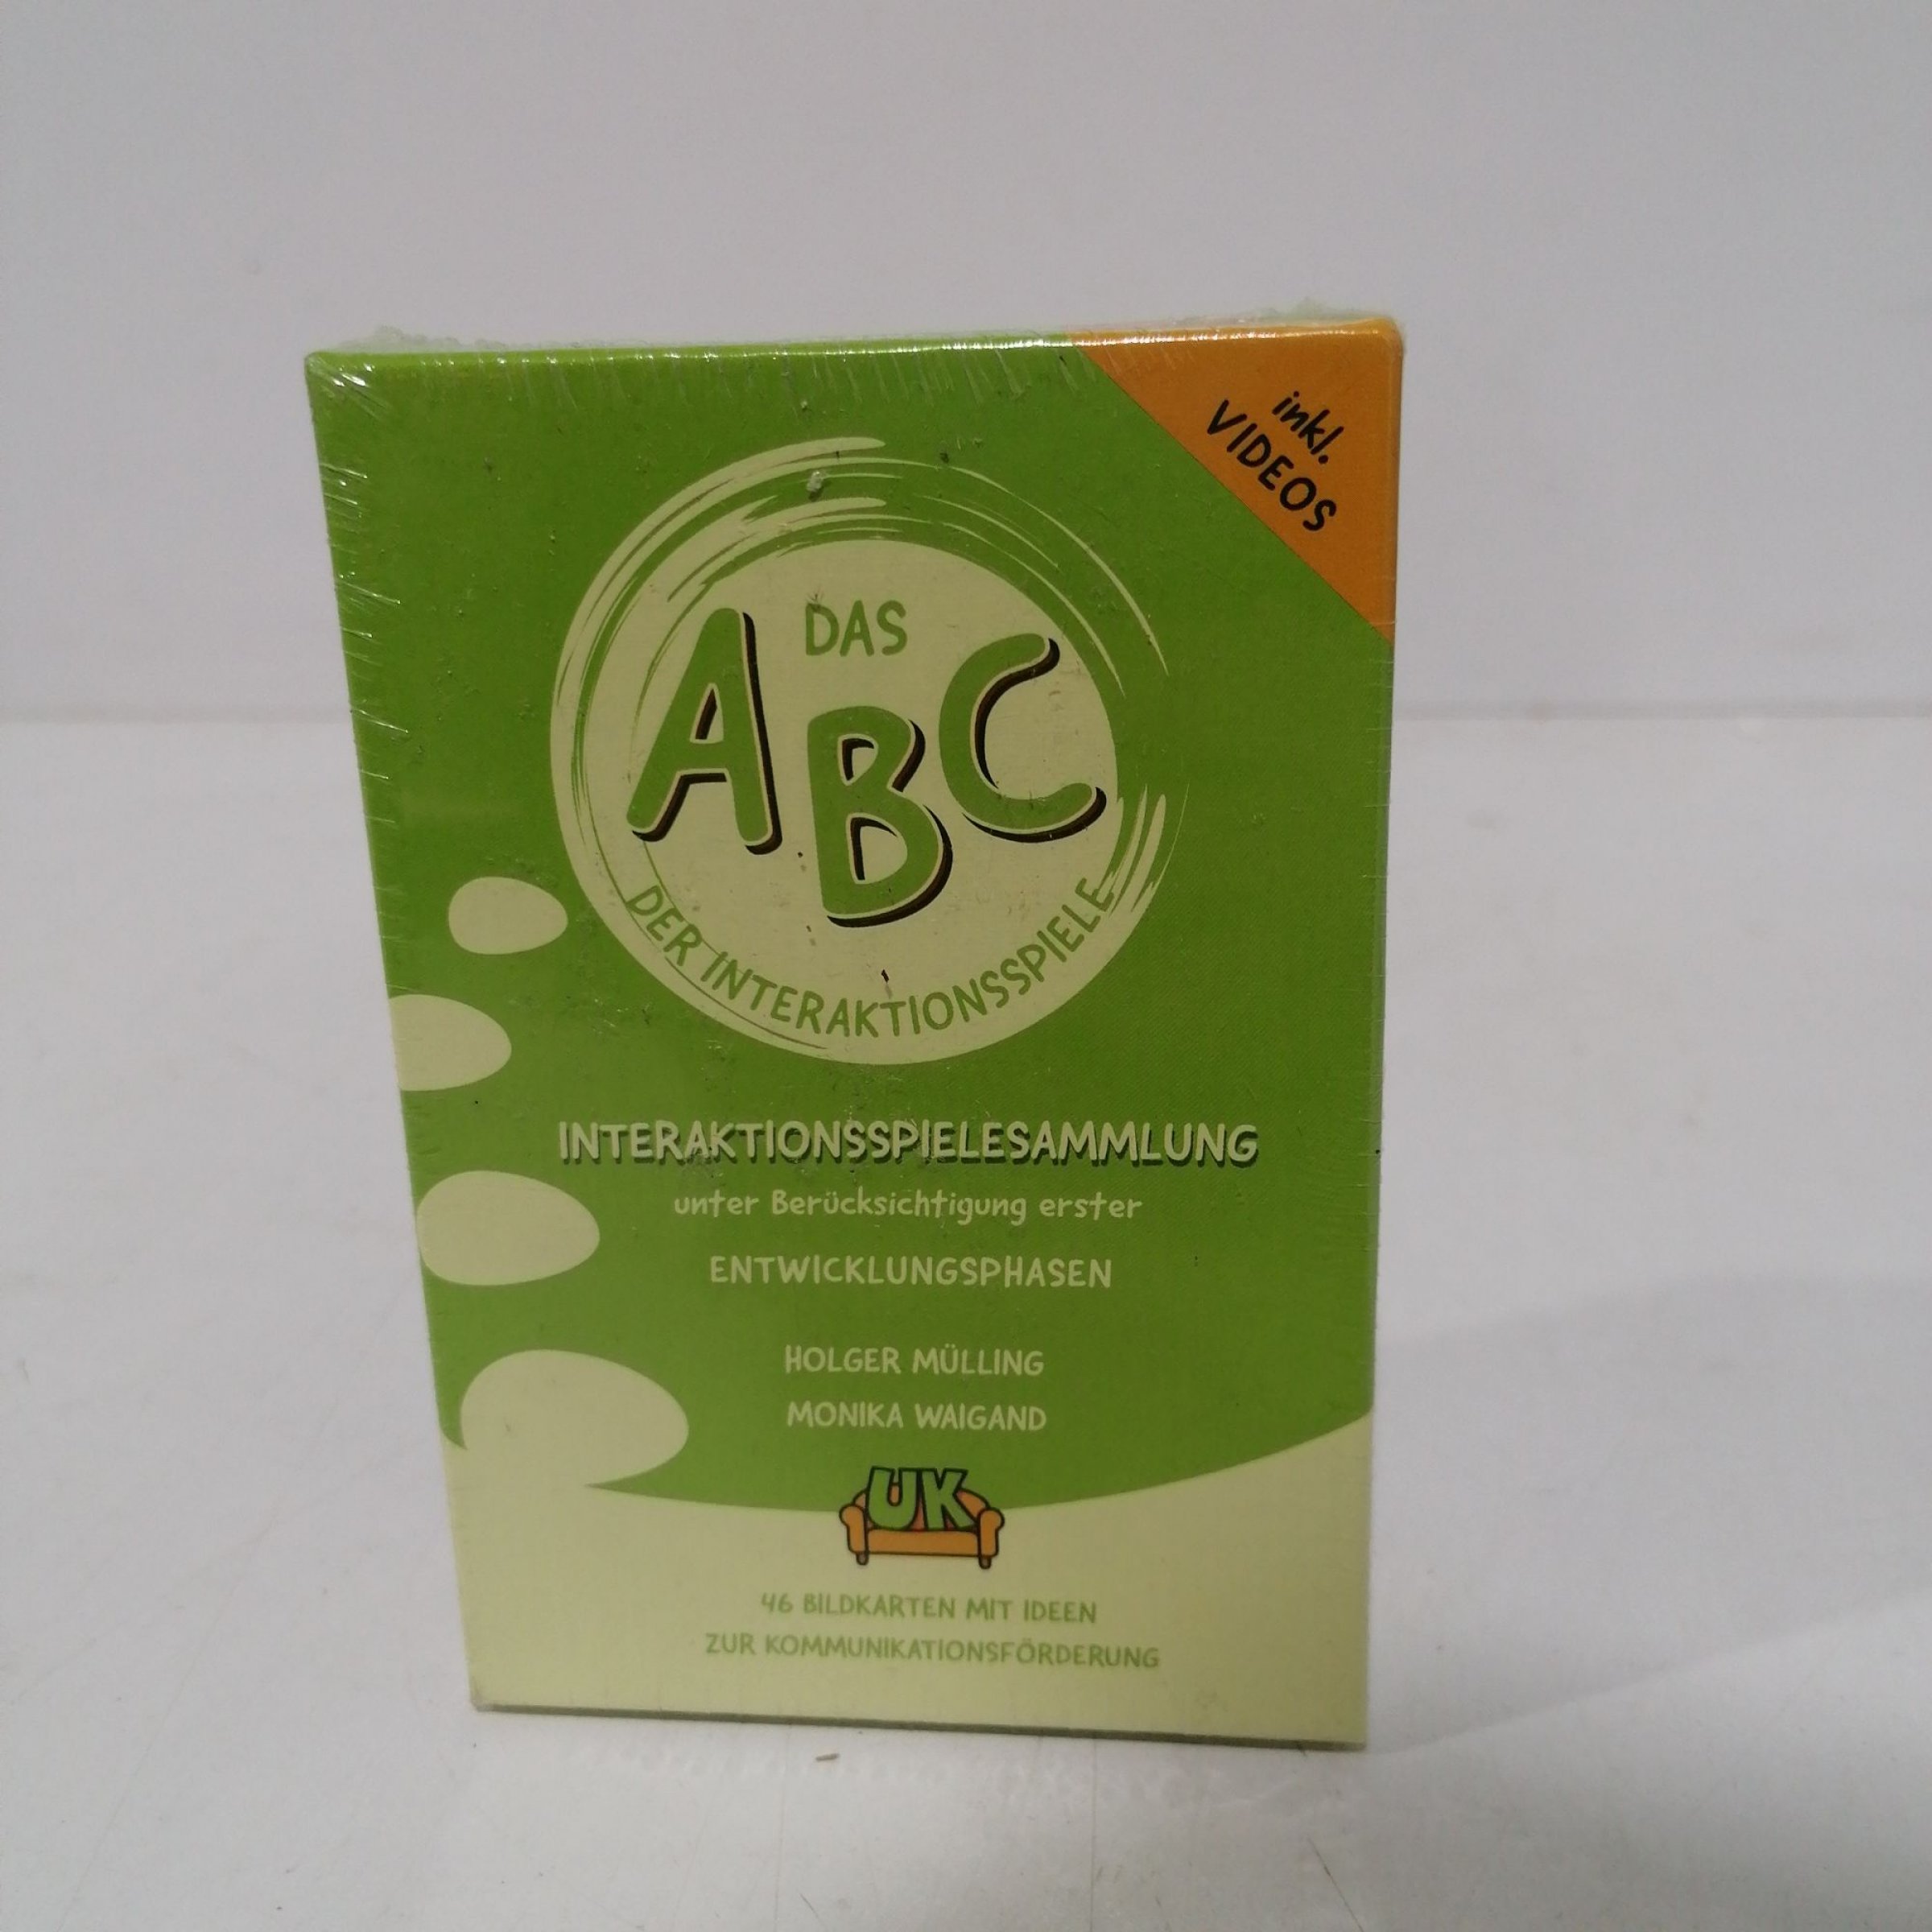 inkl.
VIDEOS
DAS
ABC
DER INTERAKTIONSSPIELE
INTERAKTIONSSPIELESAMMLUNG
unter Berücksichtigung erster
ENTWICKLUNGSPHASEN
HOLGER MÜLLING
MONIKA WAIGAND
UK
46 BILDKARTEN MIT IDEEN
ZUR KOMMUNIKATIONSFÖRDERUNG